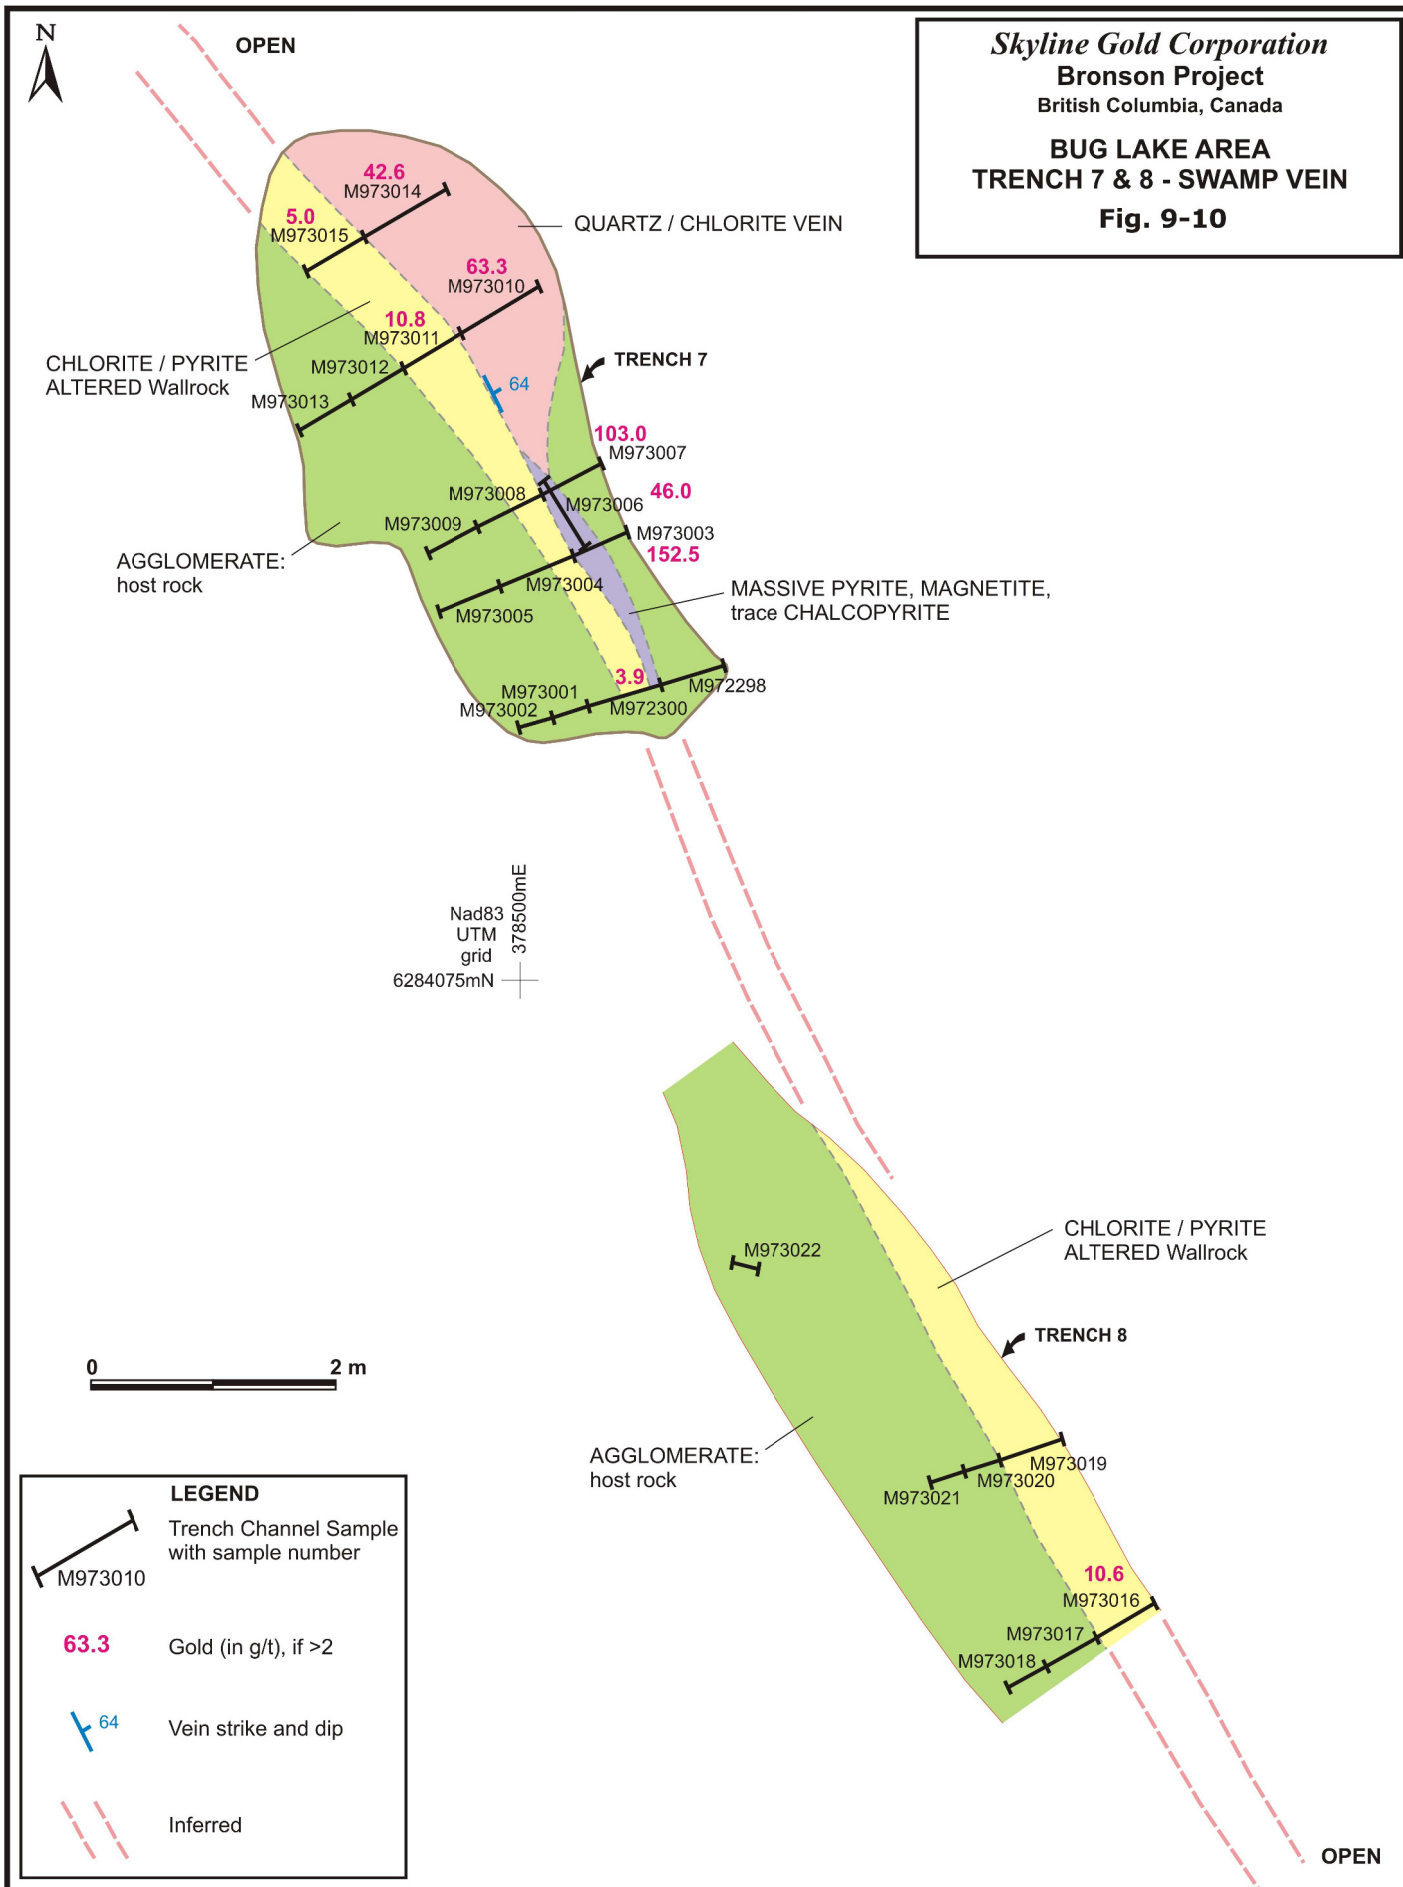 N
OPEN
Skyline Gold Corporation
Bronson Project
British Columbia, Canada
BUG LAKE AREA
TRENCH 7 & 8 - SWAMP VEIN
Fig. 9-10
42.6
M973014
5.0
M973015
QUARTZ / CHLORITE VEIN
63.3
M973010
10.8
M973011
CHLORITE / PYRITE
ALTERED Wallrock
M973012
M973013
TRENCH 7
64
103.0
M973007
M973008
M973006
46.0
M973009
M973003
152.5
AGGLOMERATE:
host rock
M973004
M973005
MASSIVE PYRITE, MAGNETITE,
trace CHALCOPYRITE
3.9
M972298
M973001
M973002
M972300
Nad83
UTM
grid
378500mE
6284075mN
M973022
CHLORITE / PYRITE
ALTERED Wallrock
TRENCH 8
0
2 m
AGGLOMERATE:
host rock
M973019
M973020
M973021
10.6
M973016
M973017
M973018
LEGEND
Trench Channel Sample
with sample number
M973010
63.3
Gold (in g/t), if >2
64
Vein strike and dip
Inferred
OPEN